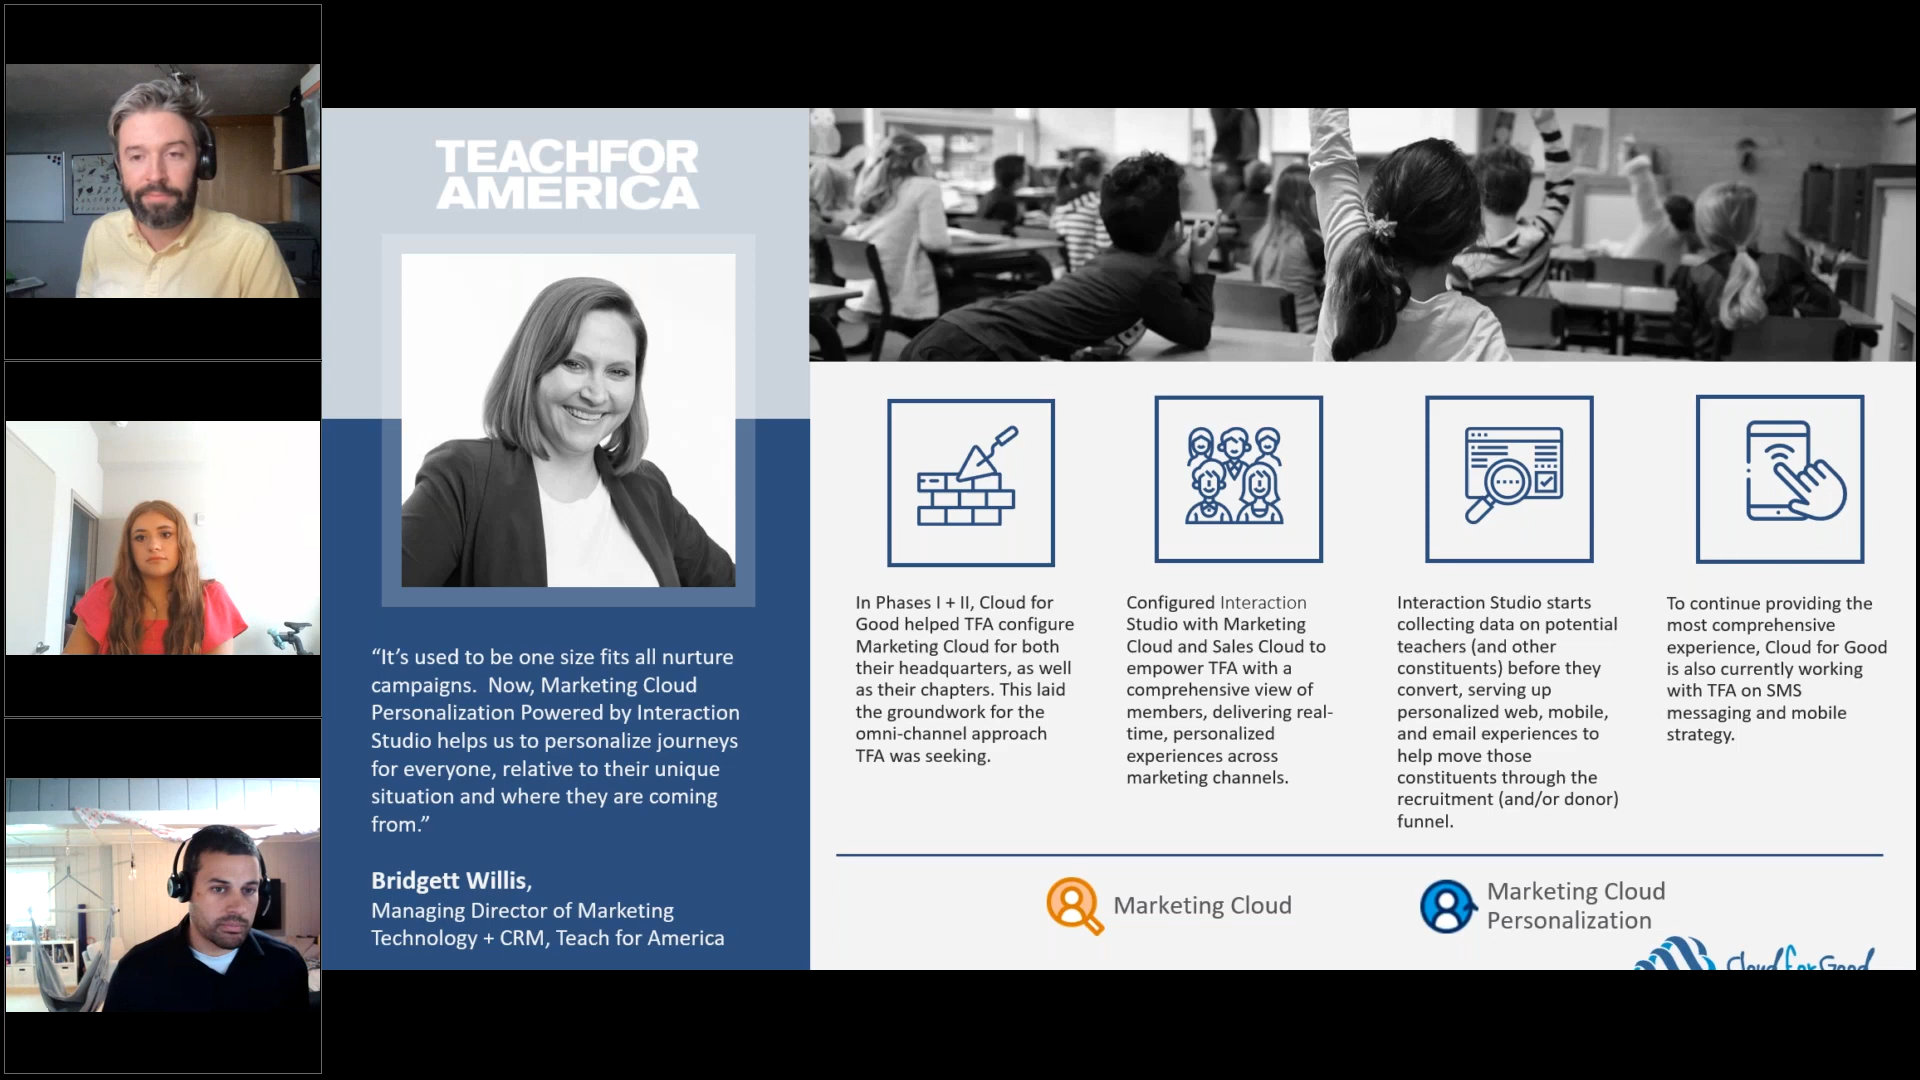 TEACHFOR
AMERICA
“It’s used to be one size fits all nurture
campaigns.  Now, Marketing Cloud
Personalization Powered by Interaction
Studio helps us to personalize journeys
for everyone, relative to their unique
situation and where they are coming
from.”
Bridgett Willis,
Managing Director of Marketing
Technology + CRM, Teach for America
In Phases I + II, Cloud for
Good helped TFA configure
Marketing Cloud for both
their headquarters, as well
as their chapters. This laid
the groundwork for the
omni-channel approach
TFA was seeking.
Configured Interaction
Studio with Marketing
Cloud and Sales Cloud to
empower TFA with a
comprehensive view of
members, delivering real-
time, personalized
experiences across
marketing channels.
Interaction Studio starts
collecting data on potential
teachers (and other
constituents) before they
convert, serving up
personalized web, mobile,
and email experiences to
help move those
constituents through the
recruitment (and/or donor)
funnel.
To continue providing the
most comprehensive
experience, Cloud for Good
is also currently working
with TFA on SMS
messaging and mobile
strategy.
Marketing Cloud
Marketing Cloud
Personalization
Cloud for Good